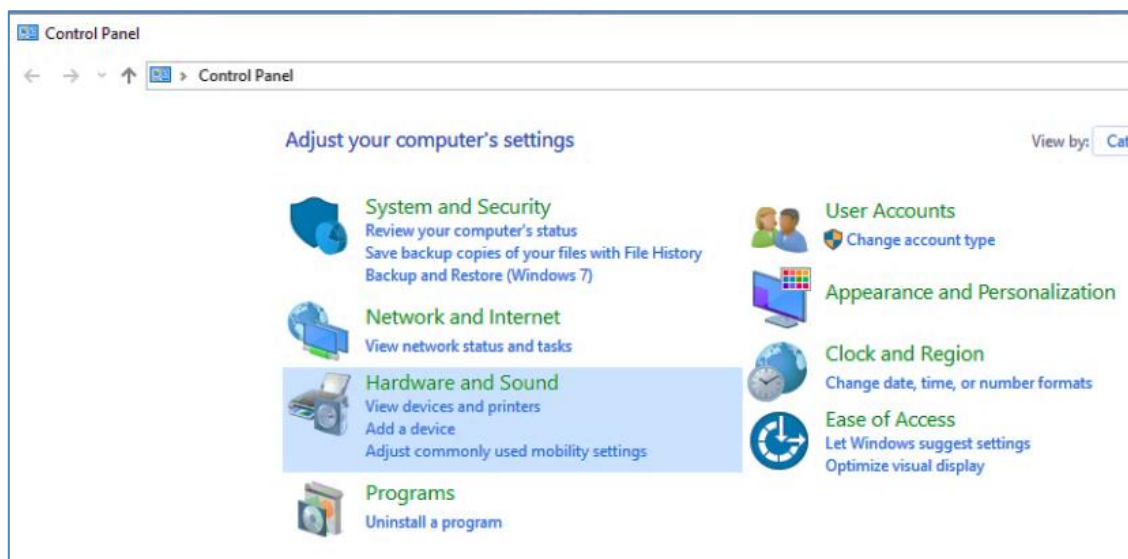 Control Panel
Control Panel
Adjust your computer's settings
View by:
System and Security
Review your computer's status
Save backup copies of your files with File History
Backup and Restore (Windows 7)
Network and Internet
View network status and tasks
Hardware and Sound
View devices and printers
Add a device
Adjust commonly used mobility settings
Programs
Uninstall a program
User Accounts
Change account type
Appearance and Personalization
Clock and Region
Change date, time, or number formats
Ease of Access
Let Windows suggest settings
Optimize visual display